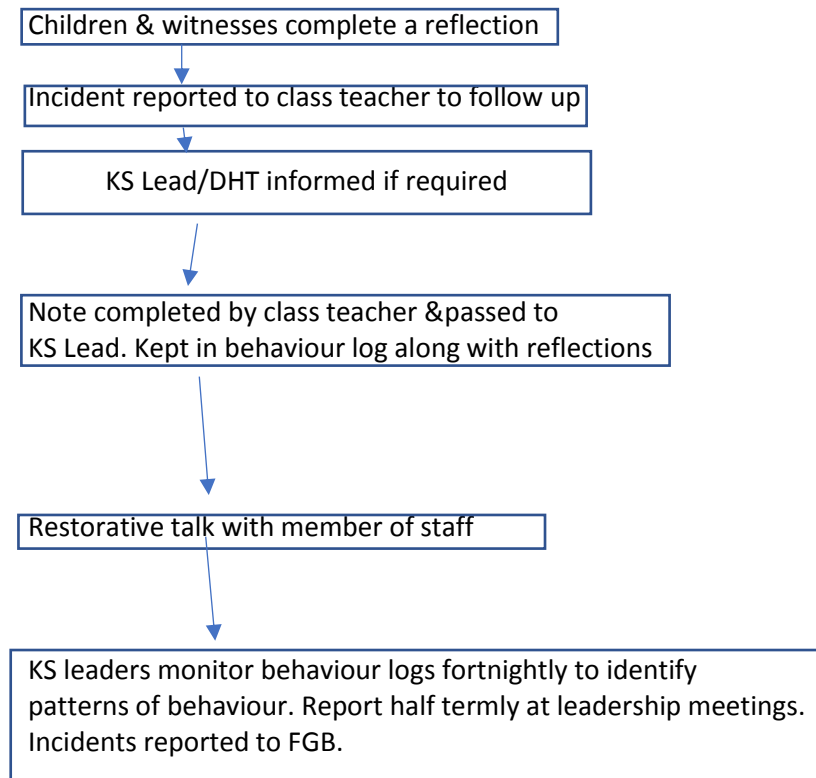 Children & witnesses complete a reflection
Incident reported to class teacher to follow up
KS Lead/DHT informed if required
Note completed by class teacher &passed to
KS Lead. Kept in behaviour log along with reflections
Restorative talk with member of staff
KS leaders monitor behaviour logs fortnightly to identify
patterns of behaviour. Report half termly at leadership meetings.
Incidents reported to FGB.